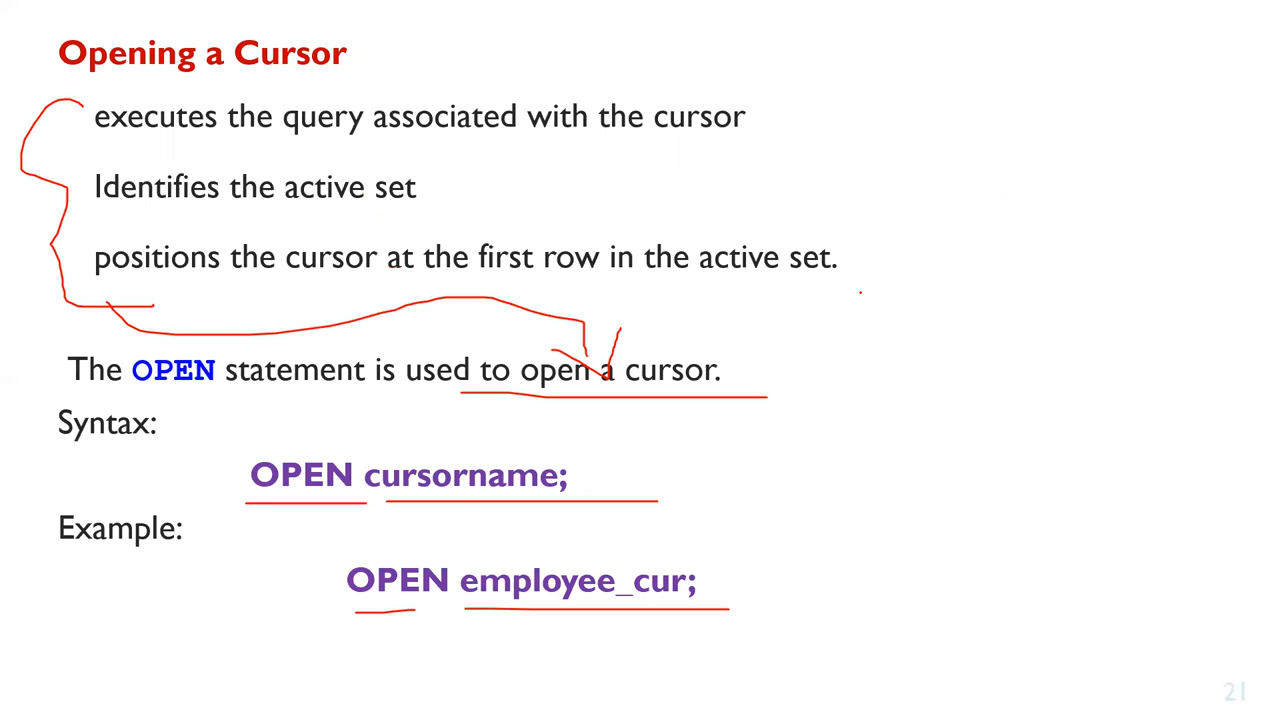 Opening a Cursor
executes the query associated with the cursor
Identifies the active set
positions the cursor at the first row in the active set.
The OPEN statement is used to open a cursor.
Syntax:
OPEN cursorname;
Example:
OPEN employee_cur;
21